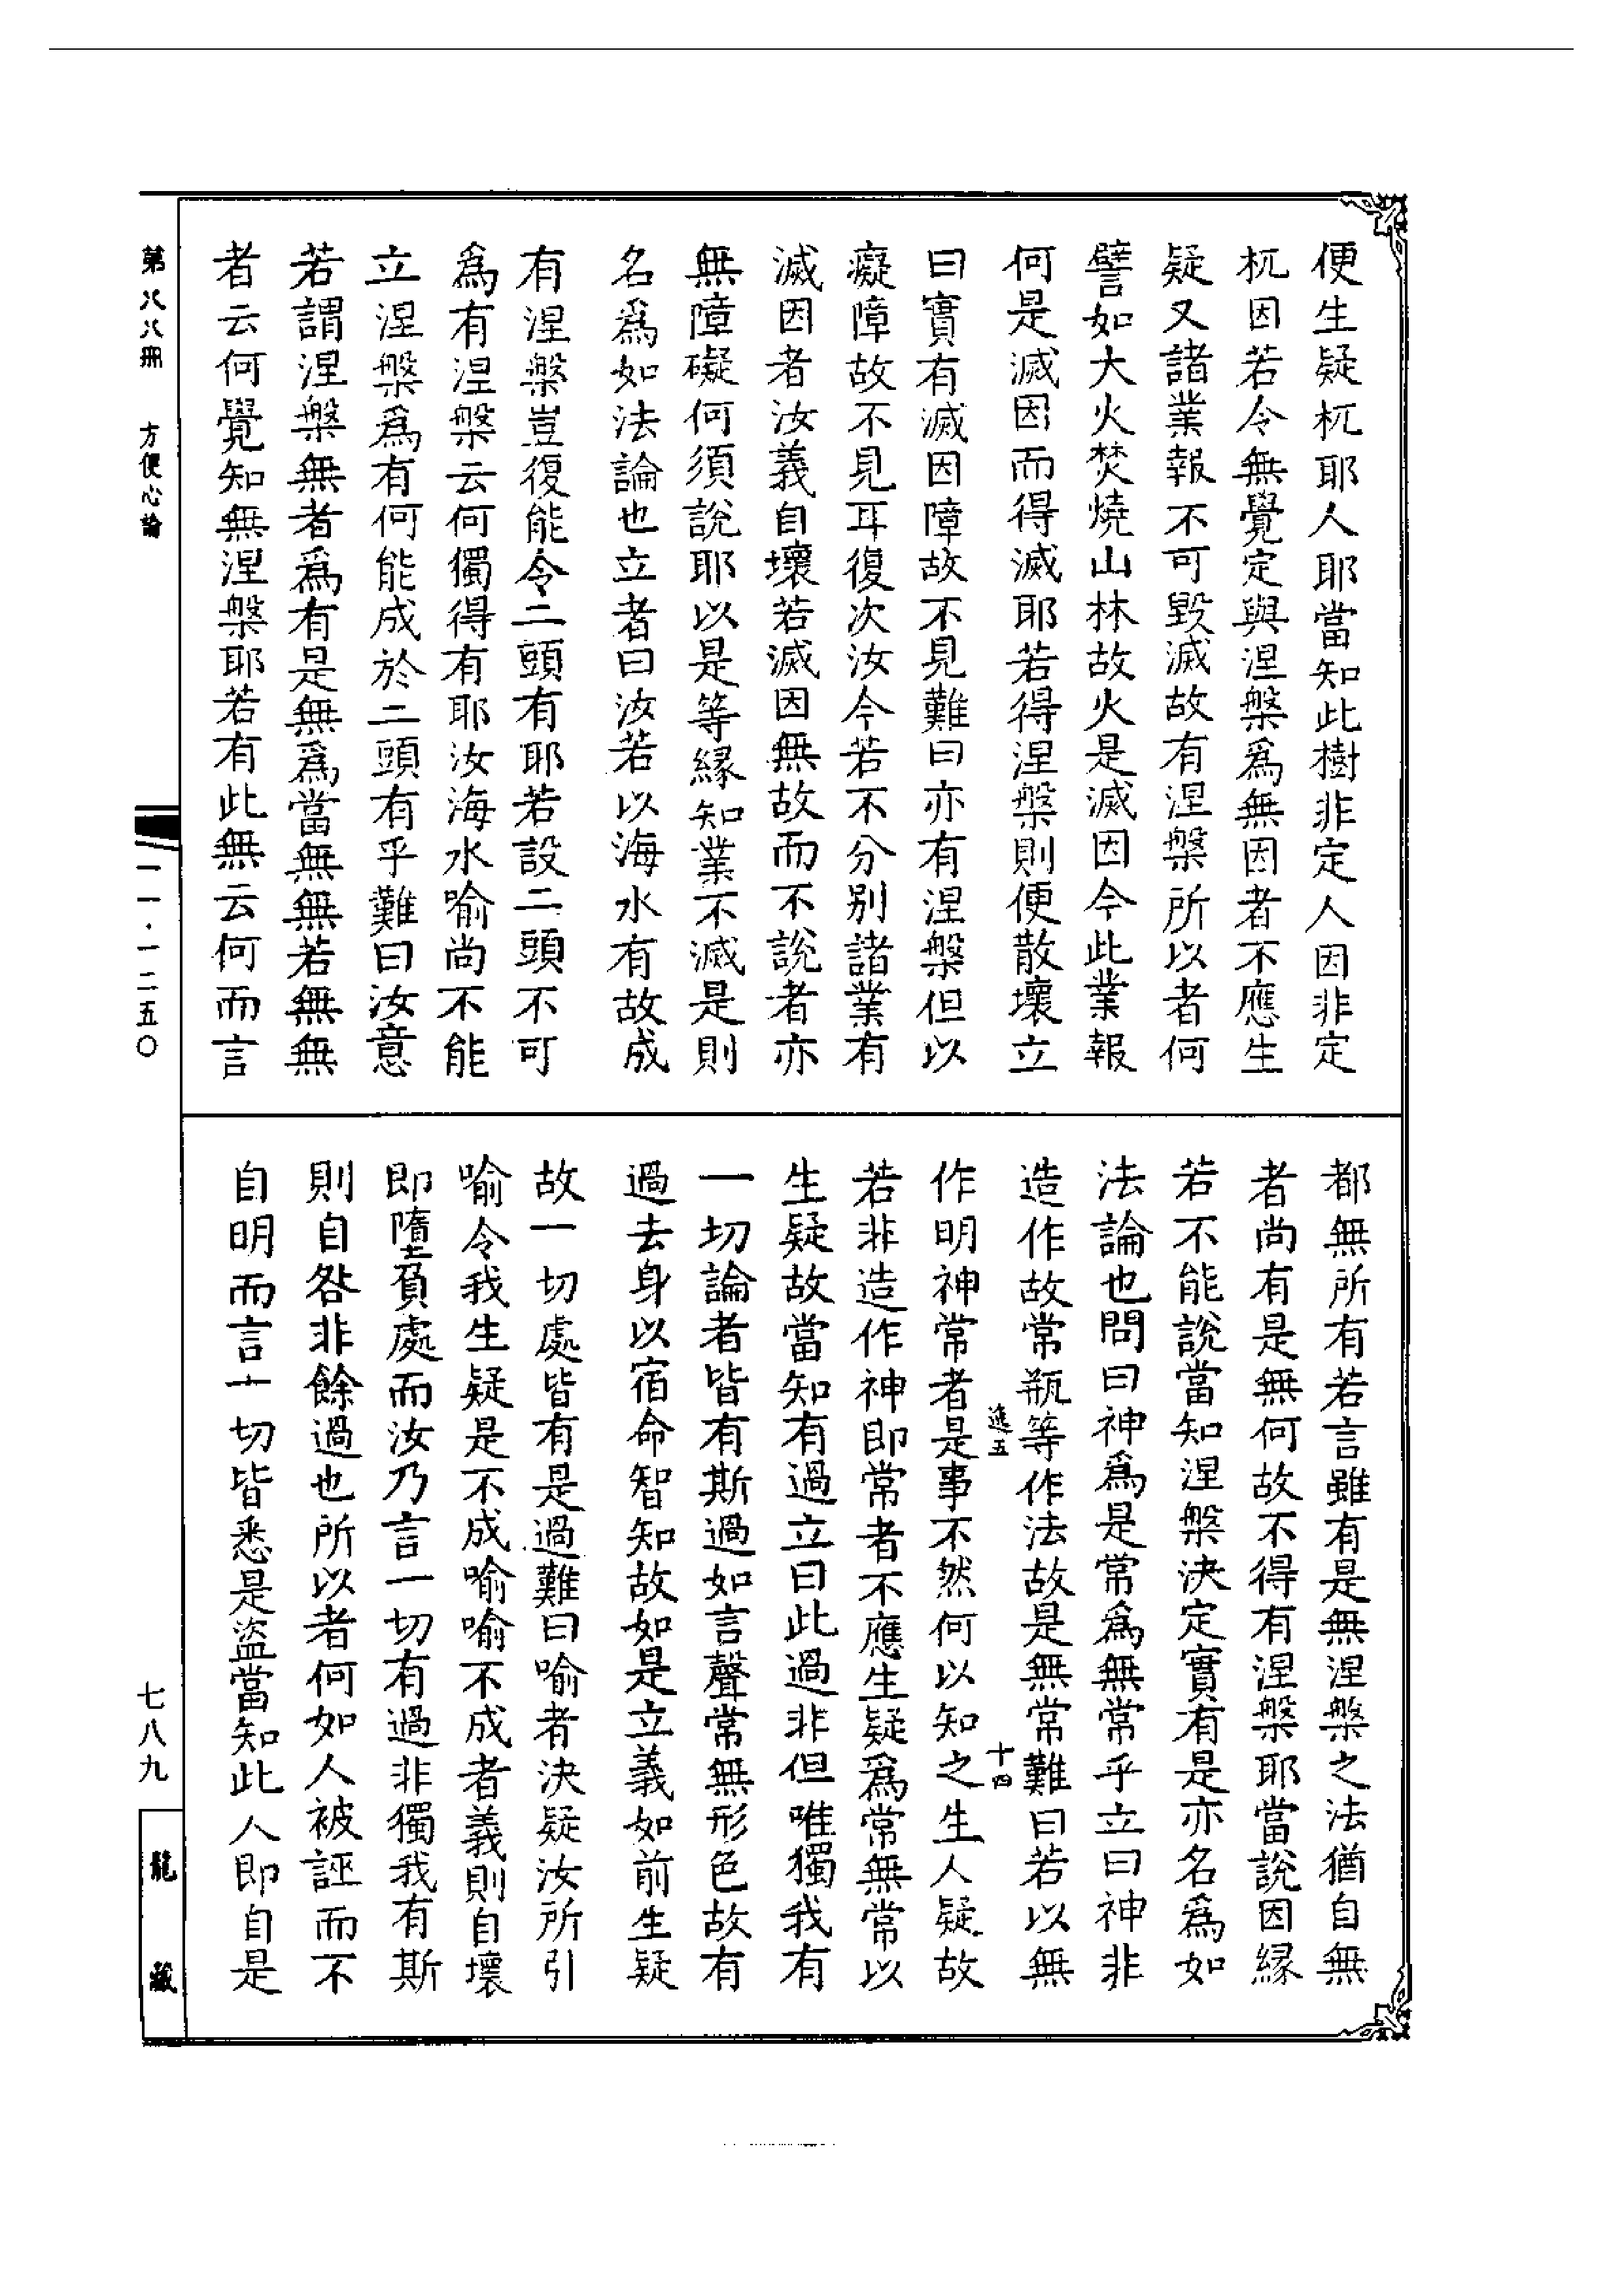 便生疑杌耶人耶當知此樹非定人因非定
杌因若令無覺定與涅槃爲無因者不應生
疑又諸業報不可毀滅故有涅槃所以者何
譬如大火焚燒山林故火是滅因今此業報
何是滅因而得滅耶若得涅槃則便散壞立
曰實有滅因障故不見難曰亦有涅槃但以
癡障故不見耳復次汝今若不分別諸業有
滅因者汝義自壞若滅因無故而不說者亦
無障礙何須說耶以是等緣知業不滅是則
名爲如法論也立者曰汝若以海水有故成
有涅槃豈復能令二頭有耶若設二頭不可
爲有涅槃云何獨得有耶汝海水喻尚不能
立涅槃爲有何能成於二頭有乎難曰汝意
若謂涅槃無者爲有是無爲當無無若無無
者云何覺知無涅槃耶若有此無云何而言
都無所有若言雖有是無涅槃之法猶自無
者尚有是無何故不得有涅槃耶當說因緣
若不能說當知涅槃決定實有是亦名爲如
法論也問曰神爲是常爲無常乎立曰神非
造作故常瓶等作法故是無常難曰若以無
進五
十四
作明神常者是事不然何以知之生人疑故
若非造作神即常者不應生疑爲常無常以
生疑故當知有過立曰此過非但唯獨我有
一切論者皆有斯過如言聲常無形色故有
過去身以宿命智知故如是立義如前生疑
故一切處皆有是過難曰喻者決疑汝所引
喻令我生疑是不成喻喻不成者義則自壞
即墮負處而汝乃言一切有過非獨我有斯
則自咎非餘過也所以者何如人被誣而不
自明而言一切皆悉是盜當知此人即自是
第八八冊
方便心論
一一·一二五〇
七八九
龍藏